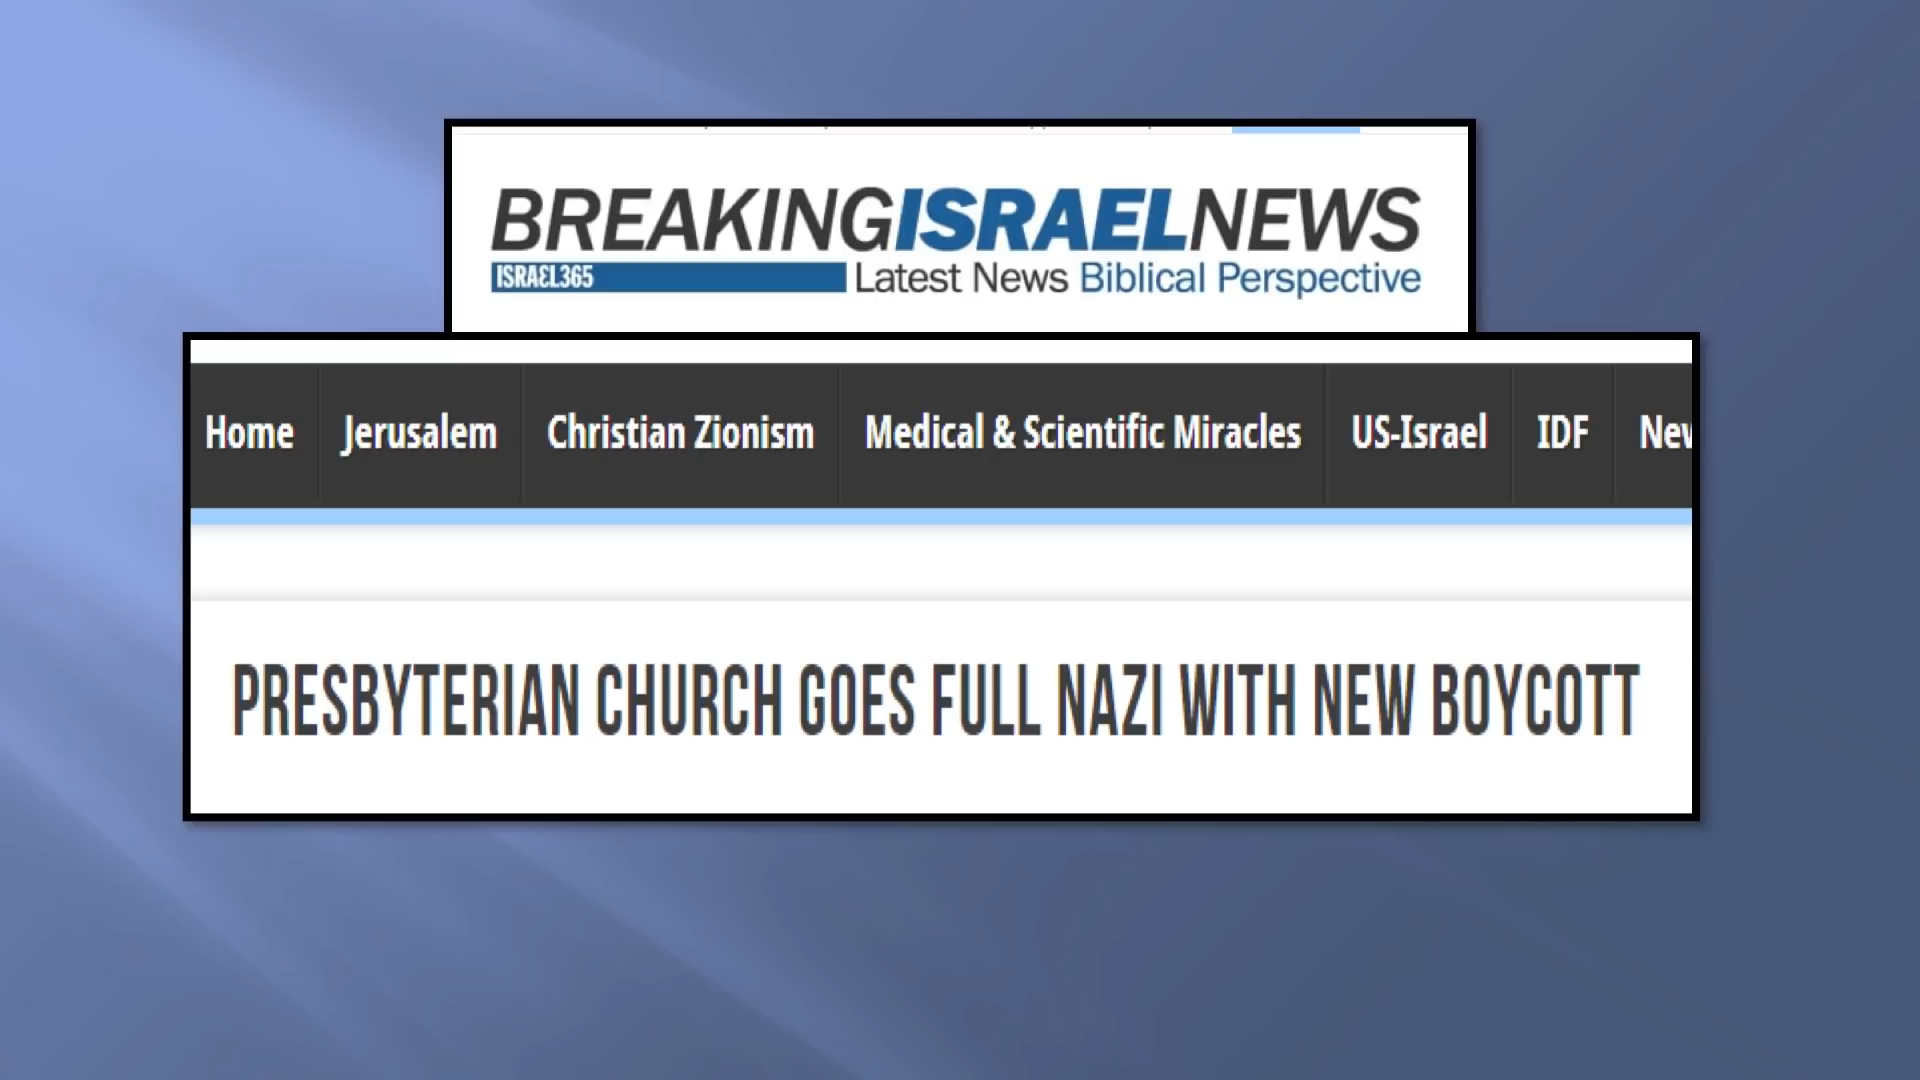 BREAKINGISRAELNEWS
ISRAEL365 Latest News Biblical Perspective
Home Jerusalem Christian Zionism Medical & Scientific Miracles US-Israel IDF
PRESBYTERIAN CHURCH GOES FULL NAZI WITH NEW BOYCOTT